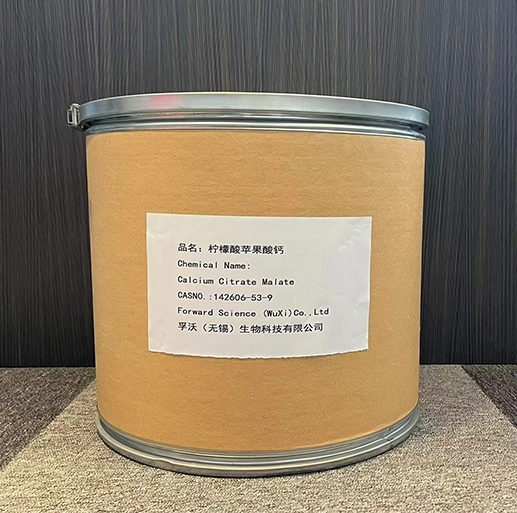 品名：柠檬酸苹果酸钙
Chemical Name:
Calcium Citrate Malate
CASNO.:142606-53-9
Forward Science (WuXi)Co.,Ltd
孚沃（无锡）生物科技有限公司